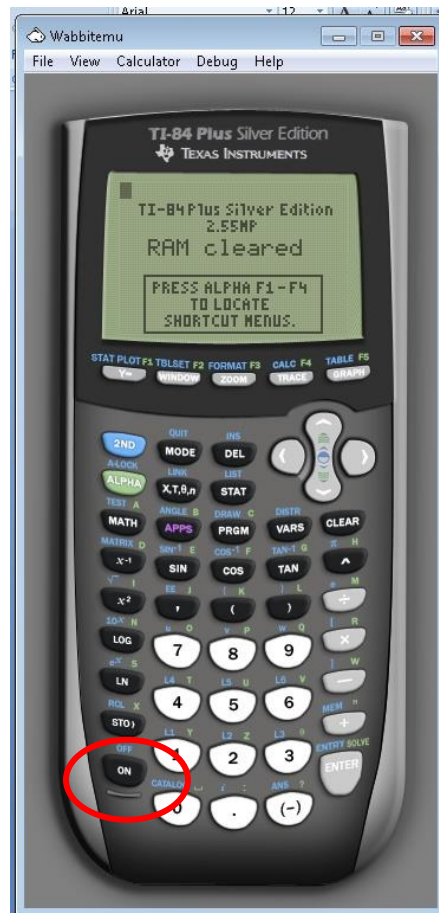 Arial 12 A
Wabbitemu
File View Calculator Debug Help
TI-84 Plus Silver Edition
TEXAS INSTRUMENTS
TI-84Plus Silver Edition
2.55MP
RAM cleared
PRESS ALPHA F1-F4
TO LOCATE
SHORTCUT MENUS.
STAT PLOT F1 TBLSET F2 FORMAT F3 CALC F4 TABLE F5
Y= WINDOW ZOOM TRACE GRAPH
QUIT INS
2ND MODE DEL
A-LOCK LINK LIST
ALPHA X,T,θ,n STAT
TEST A ANGLE B DRAW C DISTR
MATH APPS PRGM VARS CLEAR
MATRIX D SIN-1 E COS-1 F TAN-1 G π H
x-1 SIN COS TAN ^
√ I EE J { K } L e M
x² , ( ) ÷
10x N u O v P w Q [ R
LOG 7 8 9 ×
ex S L4 T L5 U L6 V ] W
LN 4 5 6 −
RCL X L1 Y L2 Z L3 θ MEM "
STO 1 2 3 +
OFF CATALOG i : ANS ? ENTRY SOLVE
ON 0 . (-) ENTER